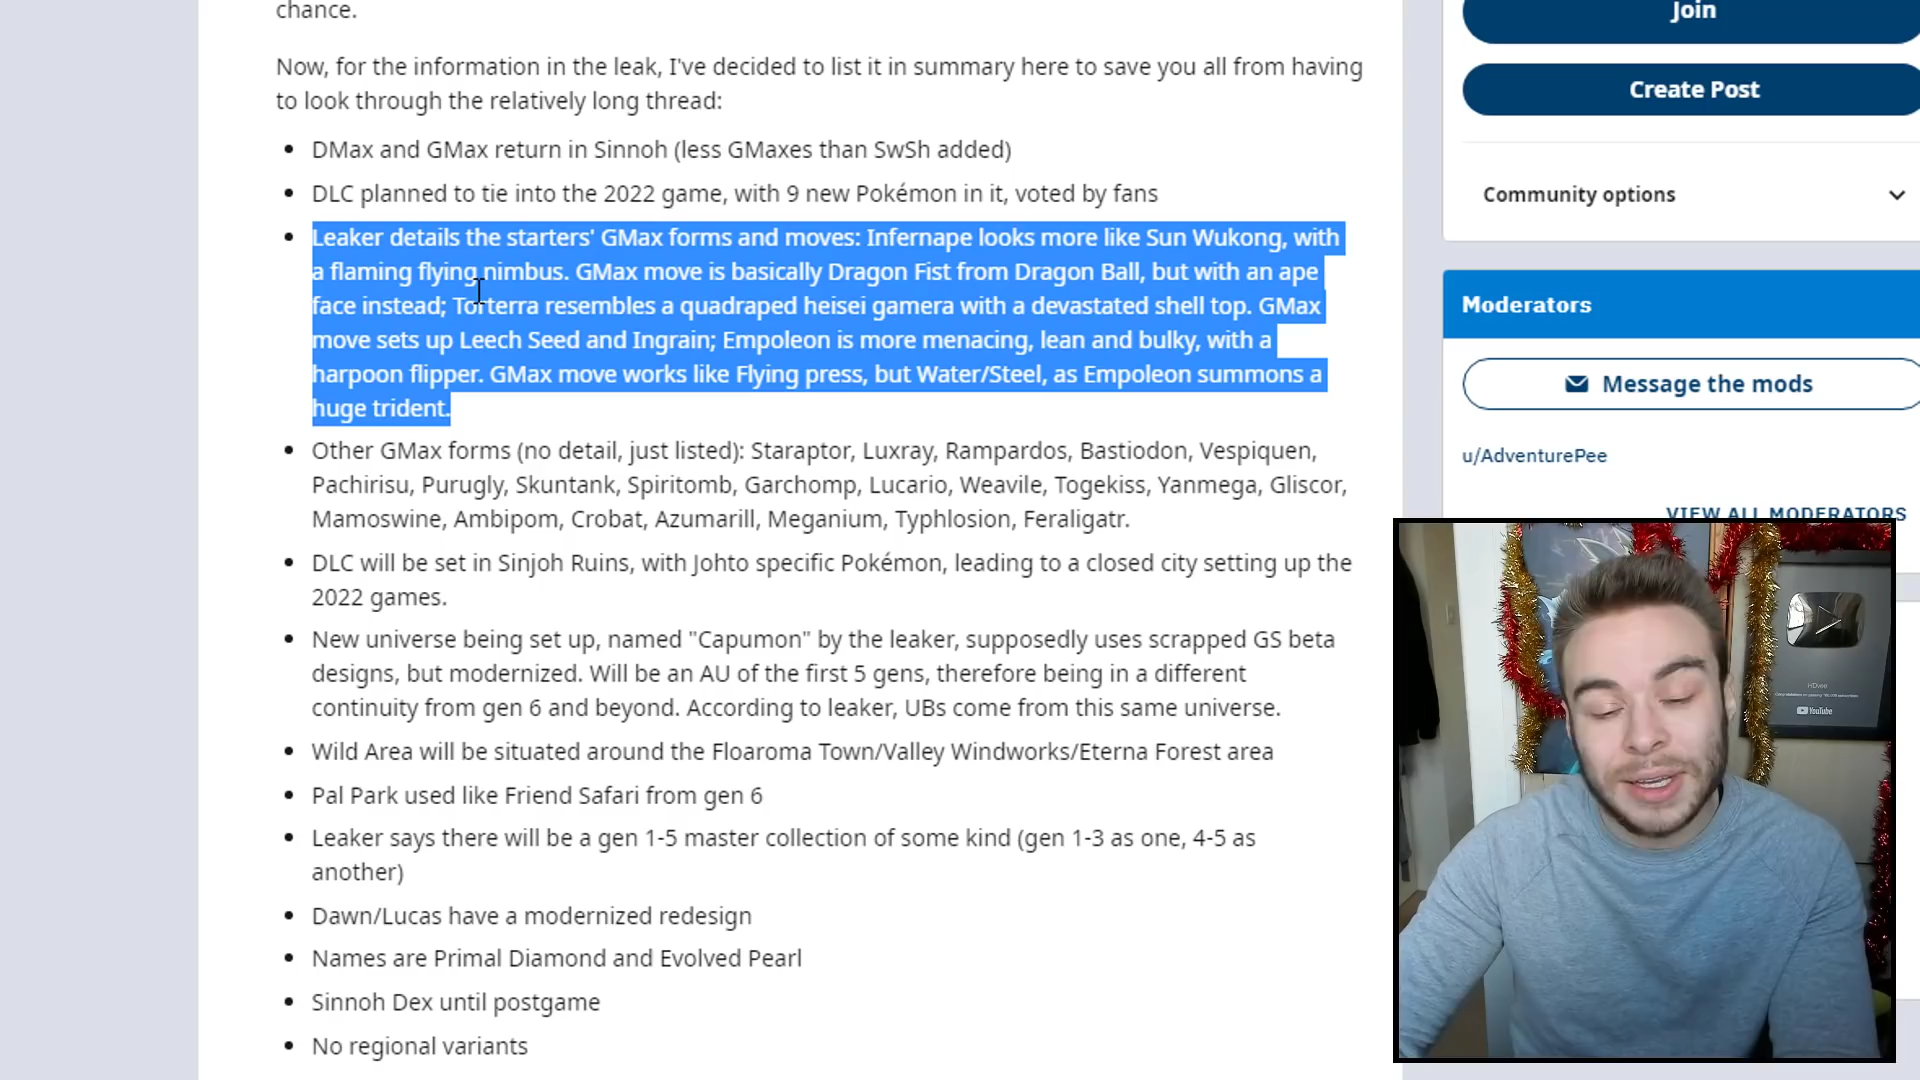 chance.
Now, for the information in the leak, I've decided to list it in summary here to save you all from having
to look through the relatively long thread:
• DMax and GMax return in Sinnoh (less GMaxes than SwSh added)
• DLC planned to tie into the 2022 game, with 9 new Pokémon in it, voted by fans
• Leaker details the starters' GMax forms and moves: Infernape looks more like Sun Wukong, with
a flaming flying nimbus. GMax move is basically Dragon Fist from Dragon Ball, but with an ape
face instead; Torterra resembles a quadraped heisei gamera with a devastated shell top. GMax
move sets up Leech Seed and Ingrain; Empoleon is more menacing, lean and bulky, with a
harpoon flipper. GMax move works like Flying press, but Water/Steel, as Empoleon summons a
huge trident.
• Other GMax forms (no detail, just listed): Staraptor, Luxray, Rampardos, Bastiodon, Vespiquen,
Pachirisu, Purugly, Skuntank, Spiritomb, Garchomp, Lucario, Weavile, Togekiss, Yanmega, Gliscor,
Mamoswine, Ambipom, Crobat, Azumarill, Meganium, Typhlosion, Feraligatr.
• DLC will be set in Sinjoh Ruins, with Johto specific Pokémon, leading to a closed city setting up the
2022 games.
• New universe being set up, named "Capumon" by the leaker, supposedly uses scrapped GS beta
designs, but modernized. Will be an AU of the first 5 gens, therefore being in a different
continuity from gen 6 and beyond. According to leaker, UBs come from this same universe.
• Wild Area will be situated around the Floaroma Town/Valley Windworks/Eterna Forest area
• Pal Park used like Friend Safari from gen 6
• Leaker says there will be a gen 1-5 master collection of some kind (gen 1-3 as one, 4-5 as
another)
• Dawn/Lucas have a modernized redesign
• Names are Primal Diamond and Evolved Pearl
• Sinnoh Dex until postgame
• No regional variants
Join
Create Post
Community options
Moderators
Message the mods
u/AdventurePee
VIEW ALL MODERATORS
HDvee
YouTube